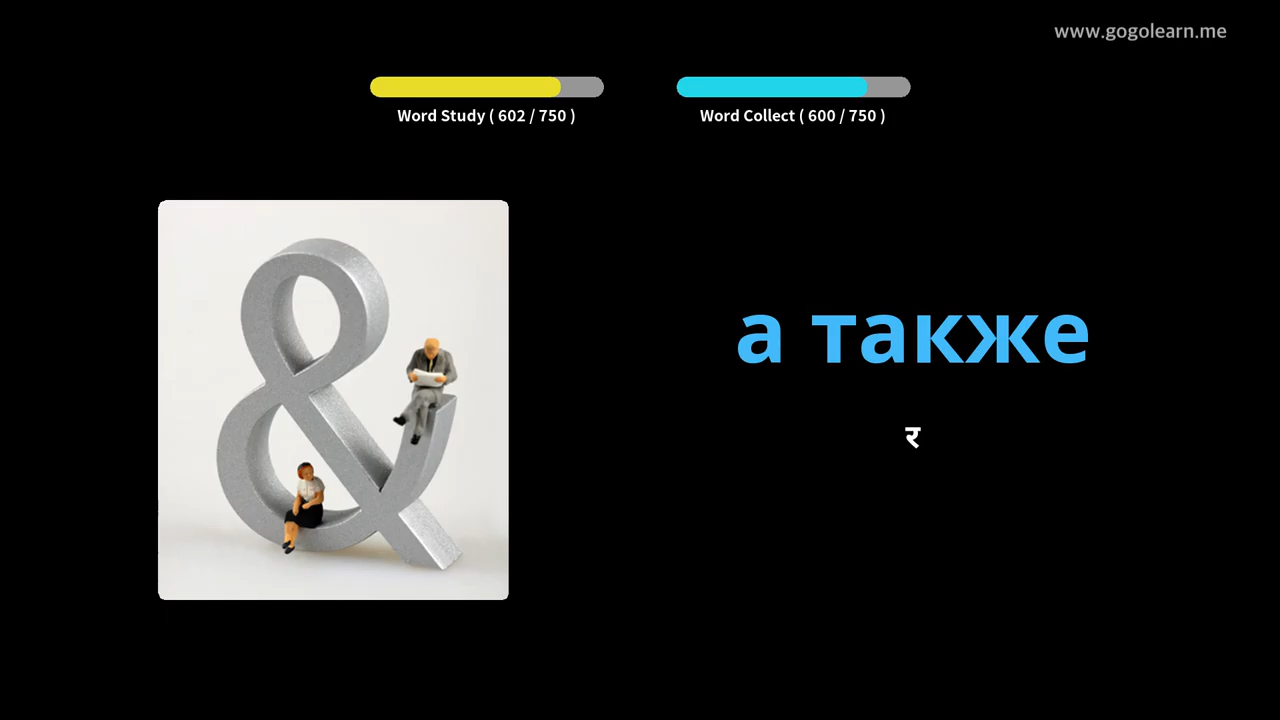 www.gogolearn.me
Word Study ( 602 / 750 )
Word Collect ( 600 / 750 )
&
а также
र